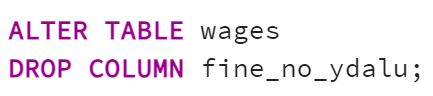 ALTER TABLE wages
DROP COLUMN fine_no_ydalu;